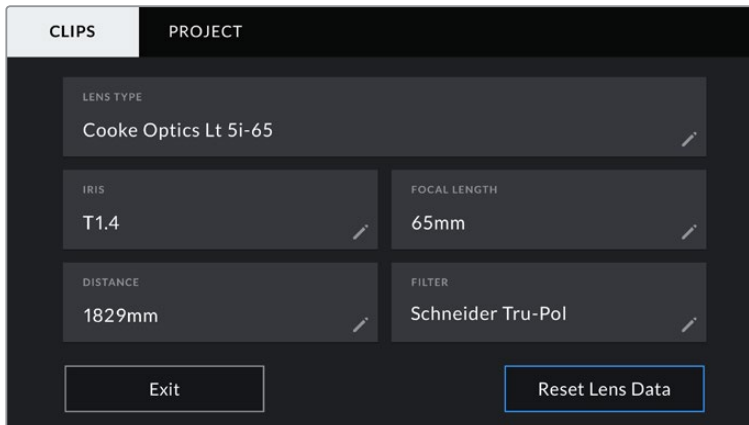 CLIPS PROJECT
LENS TYPE
Cooke Optics Lt 5i-65
IRIS
T1.4
FOCAL LENGTH
65mm
DISTANCE
1829mm
FILTER
Schneider Tru-Pol
Exit
Reset Lens Data